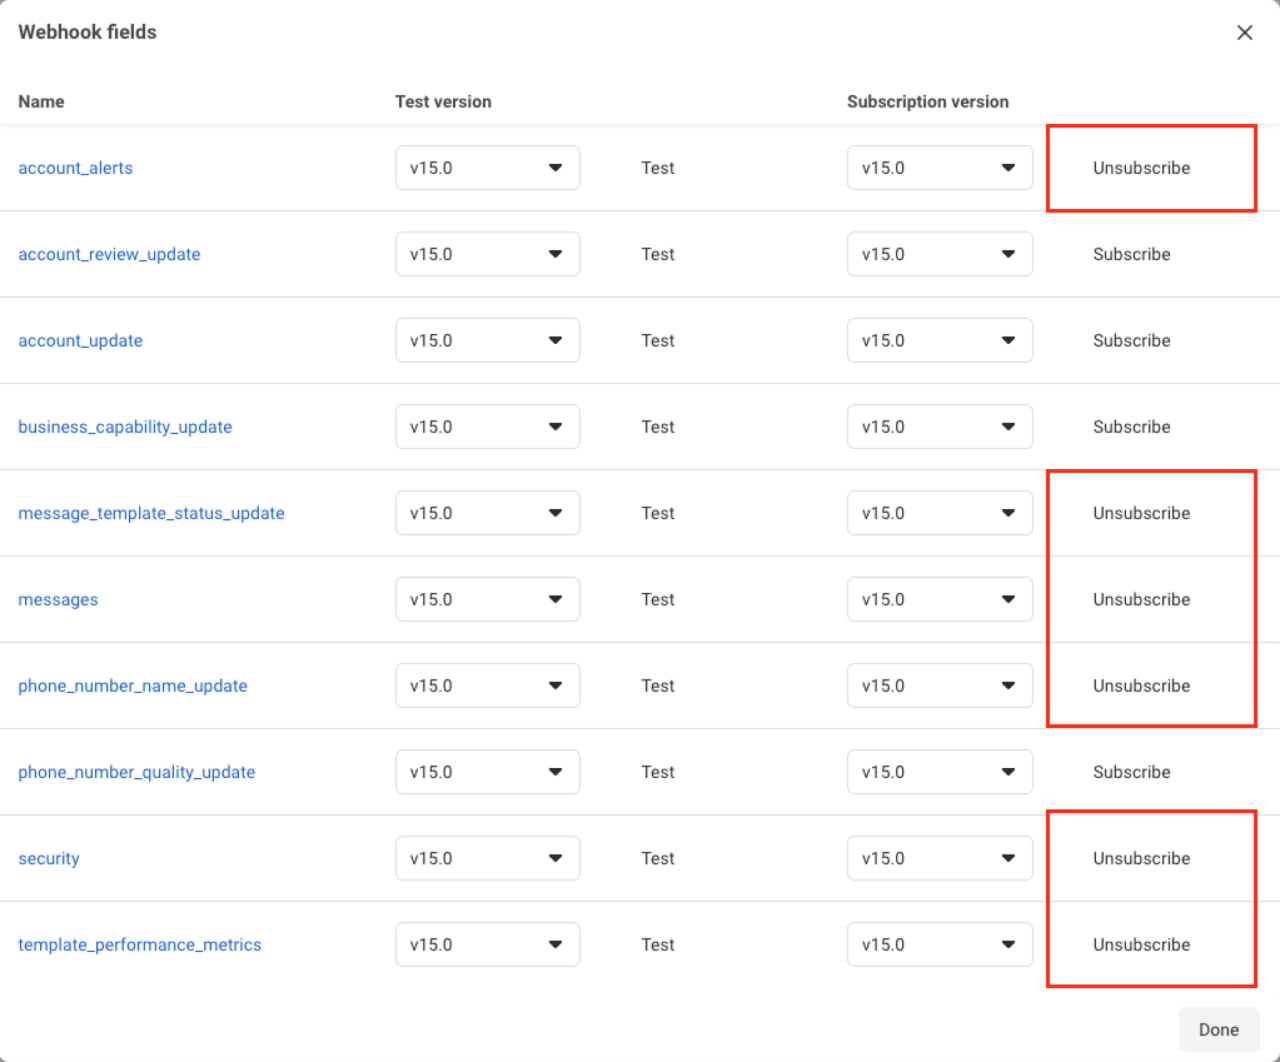 Webhook fields
Name Test version Subscription version
account_alerts v15.0 Test v15.0 Unsubscribe
account_review_update v15.0 Test v15.0 Subscribe
account_update v15.0 Test v15.0 Subscribe
business_capability_update v15.0 Test v15.0 Subscribe
message_template_status_update v15.0 Test v15.0 Unsubscribe
messages v15.0 Test v15.0 Unsubscribe
phone_number_name_update v15.0 Test v15.0 Unsubscribe
phone_number_quality_update v15.0 Test v15.0 Subscribe
security v15.0 Test v15.0 Unsubscribe
template_performance_metrics v15.0 Test v15.0 Unsubscribe
Done